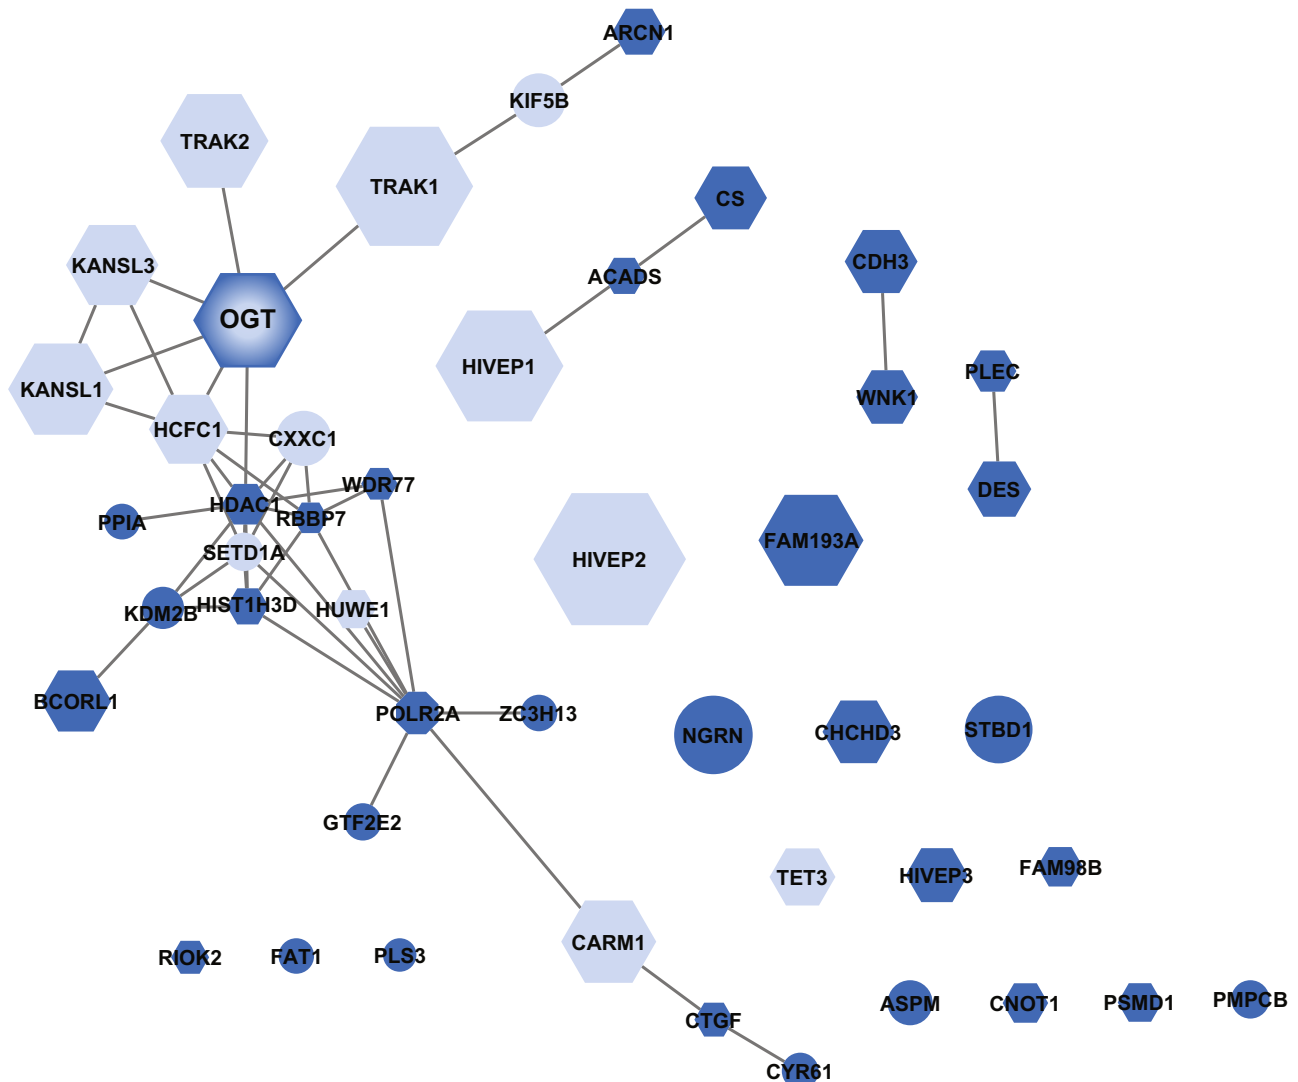 ARCN1
KIF5B
TRAK2
TRAK1
CS
KANSL3
CDH3
ACADS
OGT
HIVEP1
PLEC
KANSL1
WNK1
HCFC1
CXXC1
WDR77
DES
HDAC1
RBBP7
PPIA
FAM193A
SETD1A
HIVEP2
HIST1H3D
HUWE1
KDM2B
BCORL1
POLR2A
ZC3H13
NGRN
CHCHD3
STBD1
GTF2E2
TET3
HIVEP3
FAM98B
CARM1
RIOK2
FAT1
PLS3
ASPM
CNOT1
PSMD1
PMPCB
CTGF
CYR61